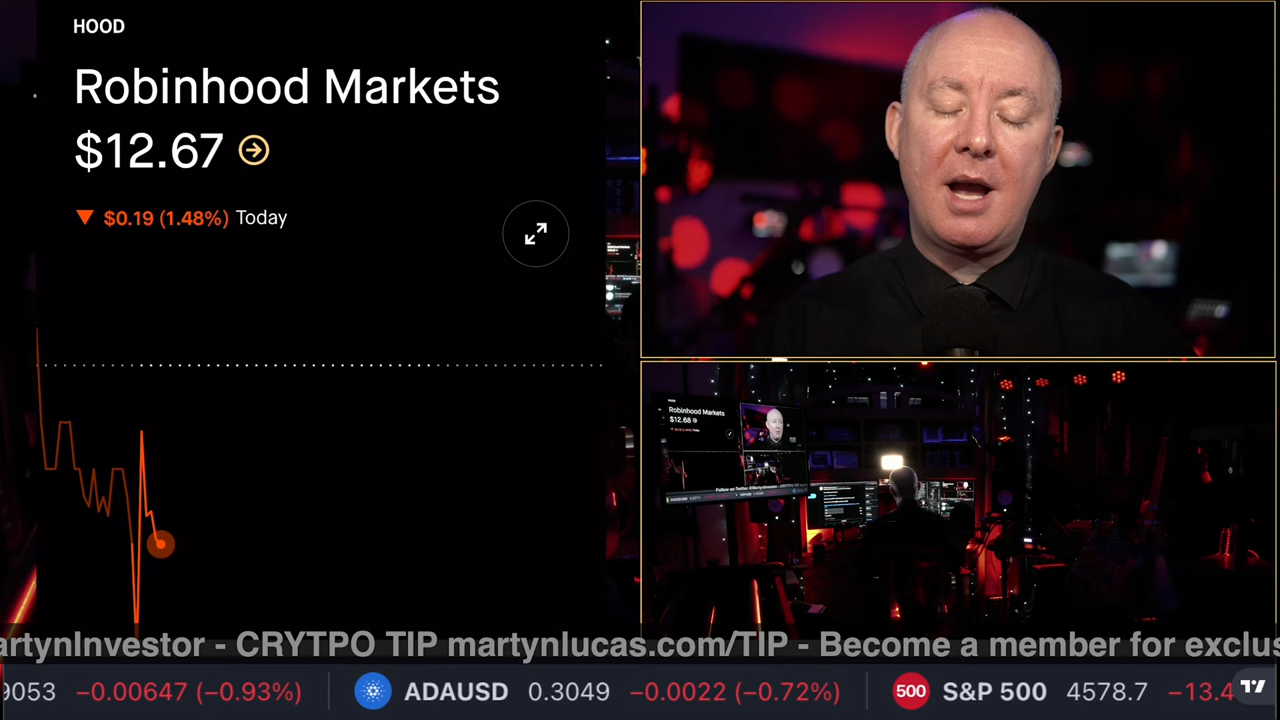 HOOD
Robinhood Markets
$12.67
▼ $0.19 (1.48%) Today
Robinhood Markets
$12.68
artynInvestor - CRYTPO TIP martynlucas.com/TIP - Become a member for exclus
9053 −0.00647 (−0.93%) ADAUSD 0.3049 −0.0022 (−0.72%) 500 S&P 500 4578.7 −13.4